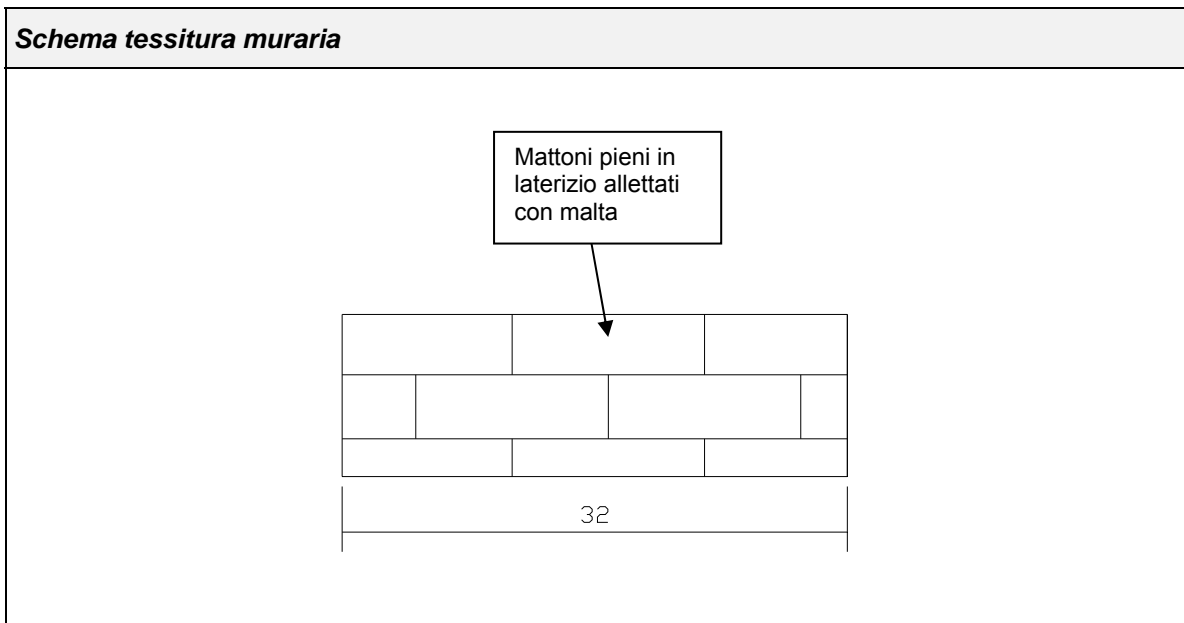 Schema tessitura muraria
Mattoni pieni in
laterizio allettati
con malta
32